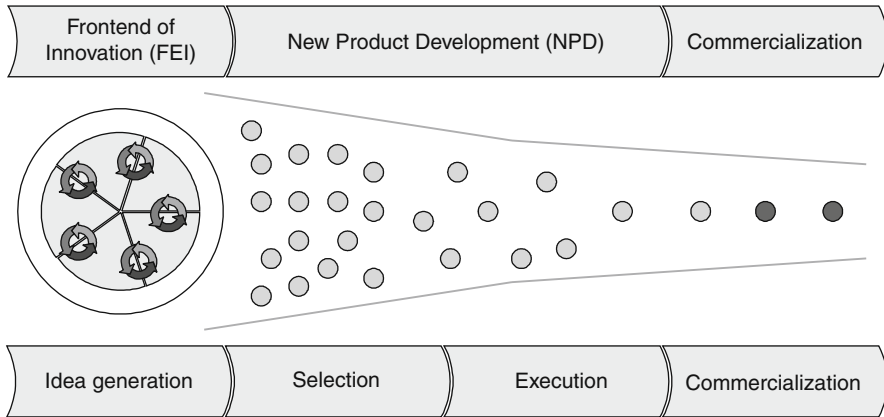 Frontend of
Innovation (FEI)
New Product Development (NPD)
Commercialization
Idea generation
Selection
Execution
Commercialization